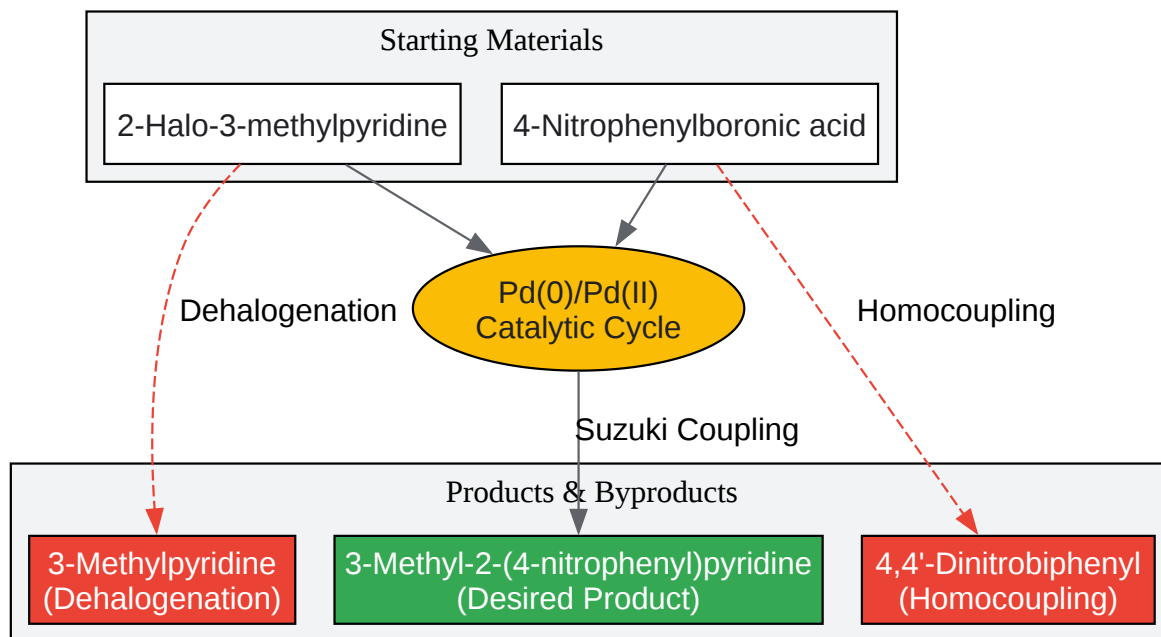 Starting Materials
2-Halo-3-methylpyridine
4-Nitrophenylboronic acid
Dehalogenation
Pd(0)/Pd(II)
Catalytic Cycle
Homocoupling
Suzuki Coupling
Products & Byproducts
3-Methylpyridine
(Dehalogenation)
3-Methyl-2-(4-nitrophenyl)pyridine
(Desired Product)
4,4'-Dinitrobiphenyl
(Homocoupling)